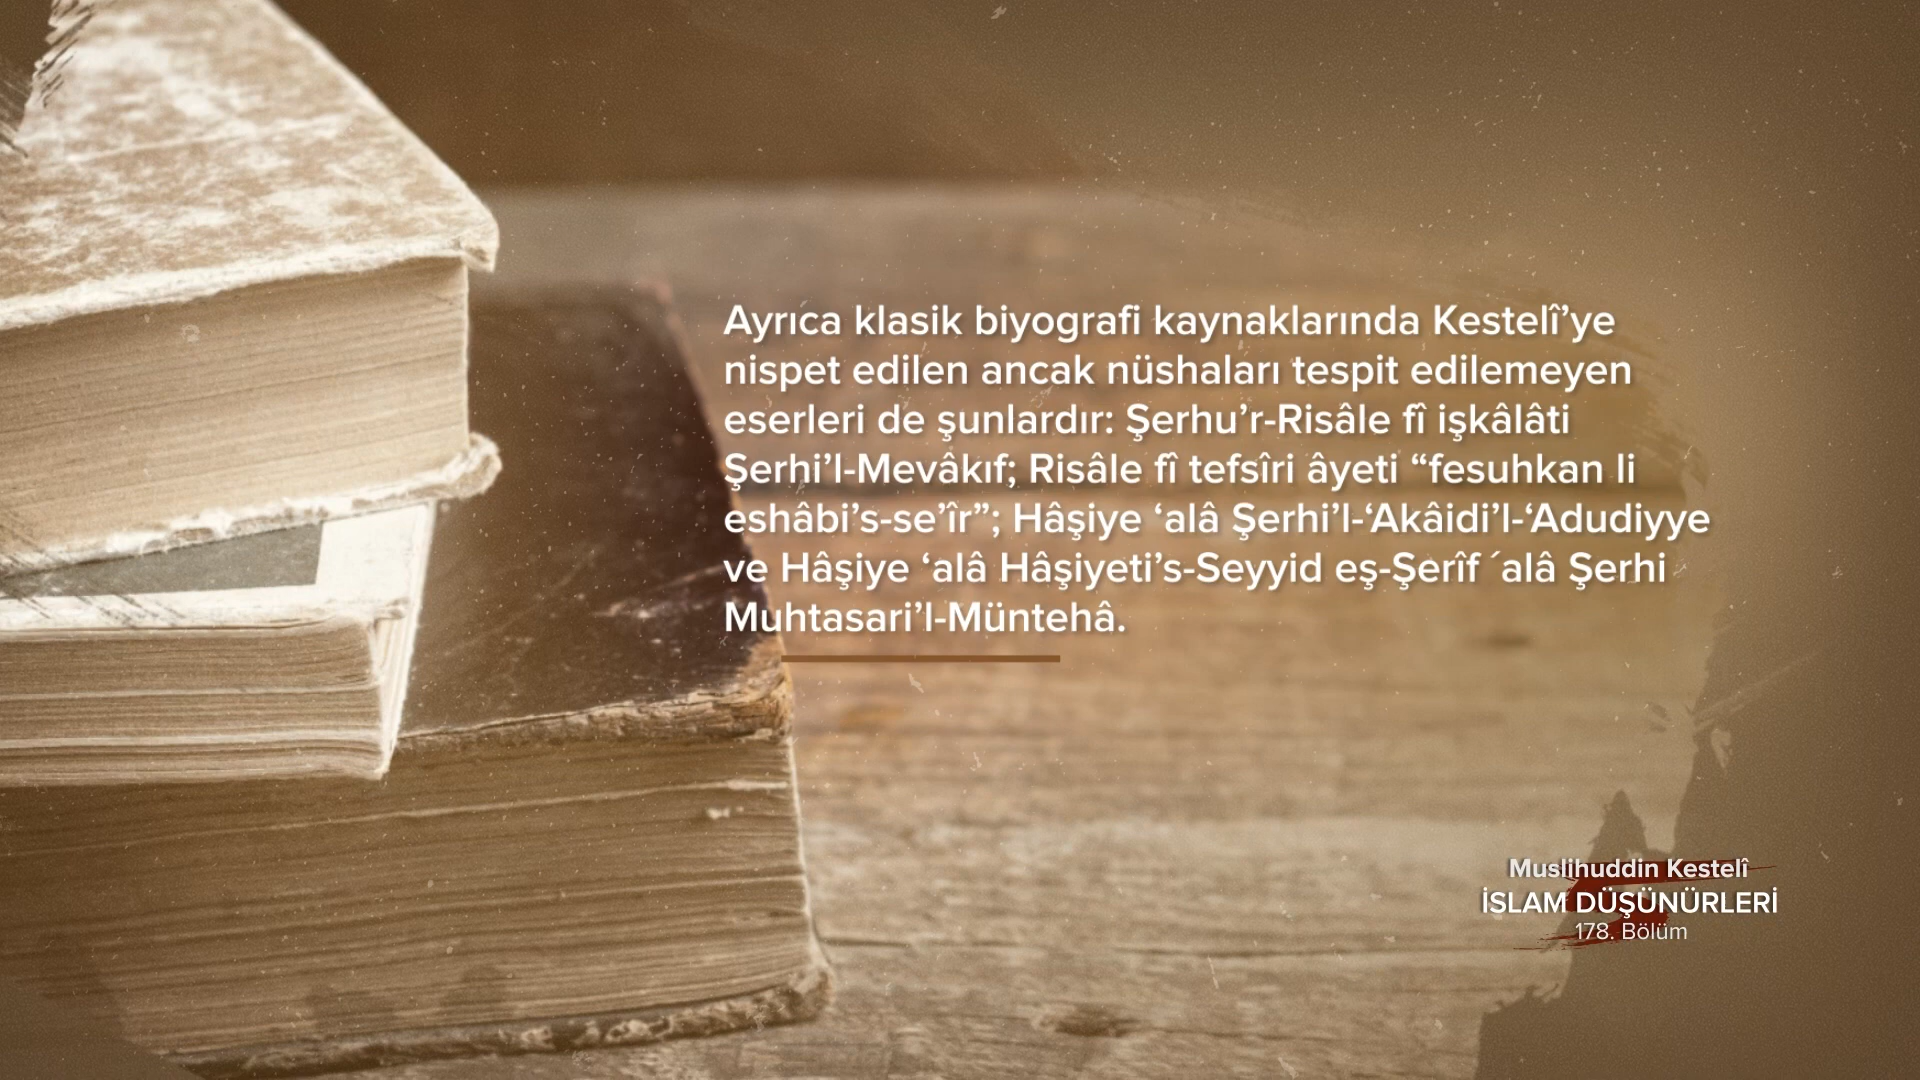 Ayrıca klasik biyografi kaynaklarında Kestelî’ye
nispet edilen ancak nüshaları tespit edilemeyen
eserleri de şunlardır: Şerhu’r-Risâle fî işkâlâti
Şerhi’l-Mevâkıf; Risâle fî tefsîri âyeti “fesuhkan li
eshâbi’s-se’îr”; Hâşiye ‘alâ Şerhi’l-‘Akâidi’l-‘Adudiyye
ve Hâşiye ‘alâ Hâşiyeti’s-Seyyid eş-Şerîf ´alâ Şerhi
Muhtasari’l-Müntehâ.
Muslihuddin Kestelî
İSLAM DÜŞÜNÜRLERİ
178. Bölüm